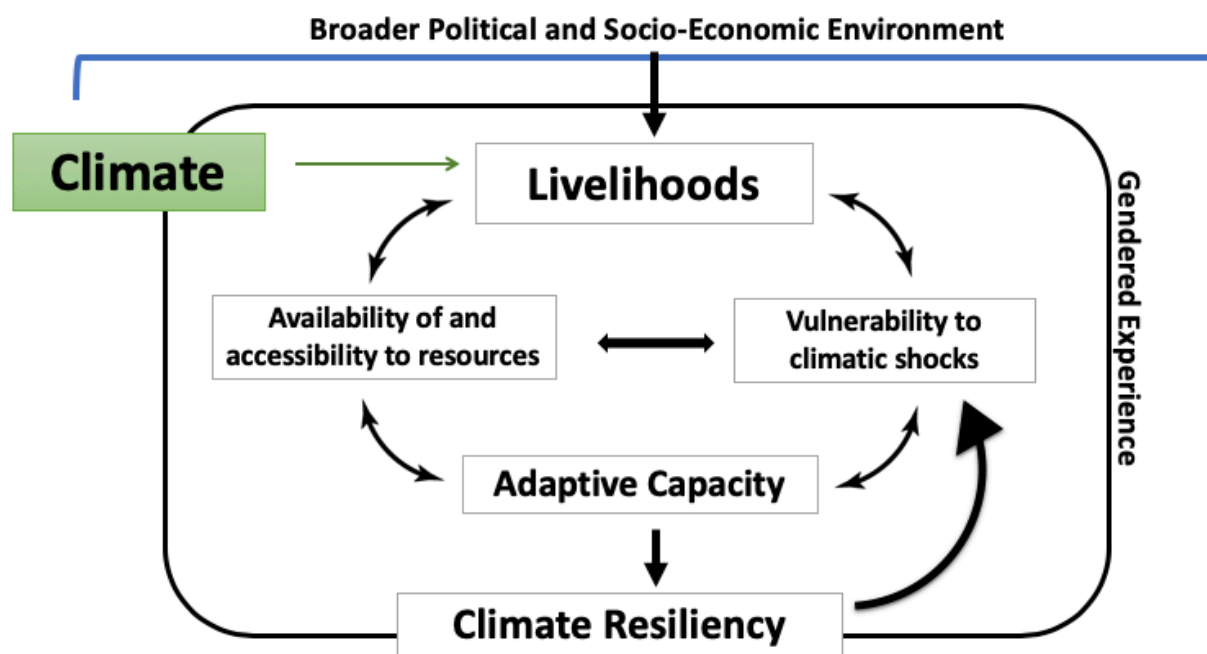 Broader Political and Socio-Economic Environment
Climate
Livelihoods
Gendered Experience
Availability of and
accessibility to resources
Vulnerability to
climatic shocks
Adaptive Capacity
Climate Resiliency